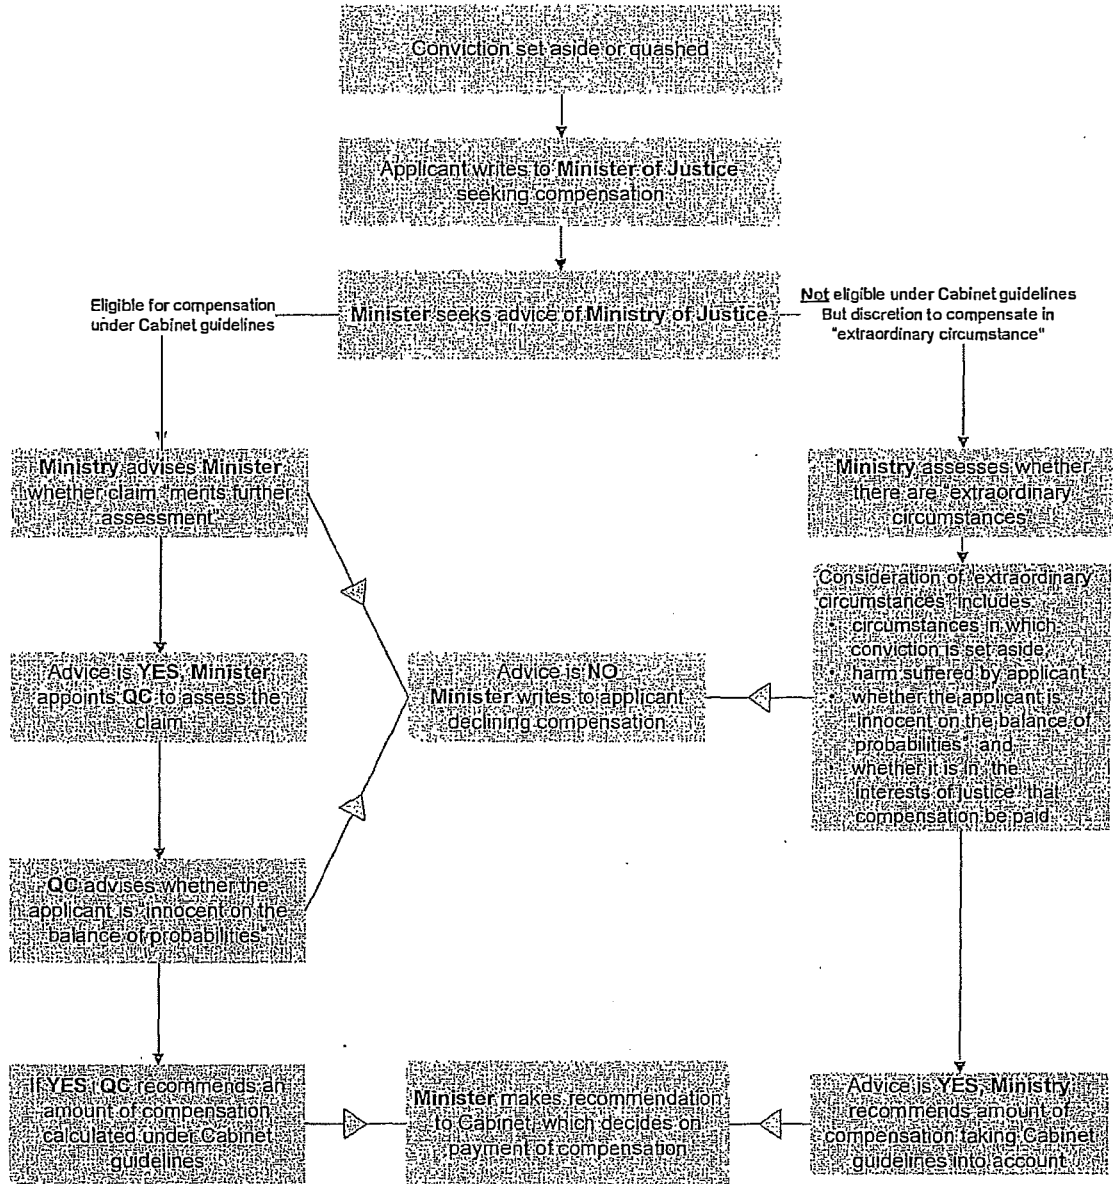 Conviction set aside or quashed
Applicant writes to Minister of Justice
seeking compensation
Minister seeks advice of Ministry of Justice
Eligible for compensation
under Cabinet guidelines
Not eligible under Cabinet guidelines
But discretion to compensate in
"extraordinary circumstance"
Ministry advises Minister
whether claim "merits further
assessment"
Ministry assesses whether
there are "extraordinary
circumstances"
Consideration of "extraordinary
circumstances" includes:
• circumstances in which
conviction is set aside,
• harm suffered by applicant
• whether the applicant is
"innocent on the balance of
probabilities" and
• whether it is in "the
interests of justice" that
compensation be paid
Advice is YES, Minister
appoints QC to assess the
claim
Advice is NO
Minister writes to applicant
declining compensation
QC advises whether the
applicant is "innocent on the
balance of probabilities"
If YES, QC recommends an
amount of compensation
calculated under Cabinet
guidelines
Minister makes recommendation
to Cabinet, which decides on
payment of compensation
Advice is YES, Ministry
recommends amount of
compensation taking Cabinet
guidelines into account